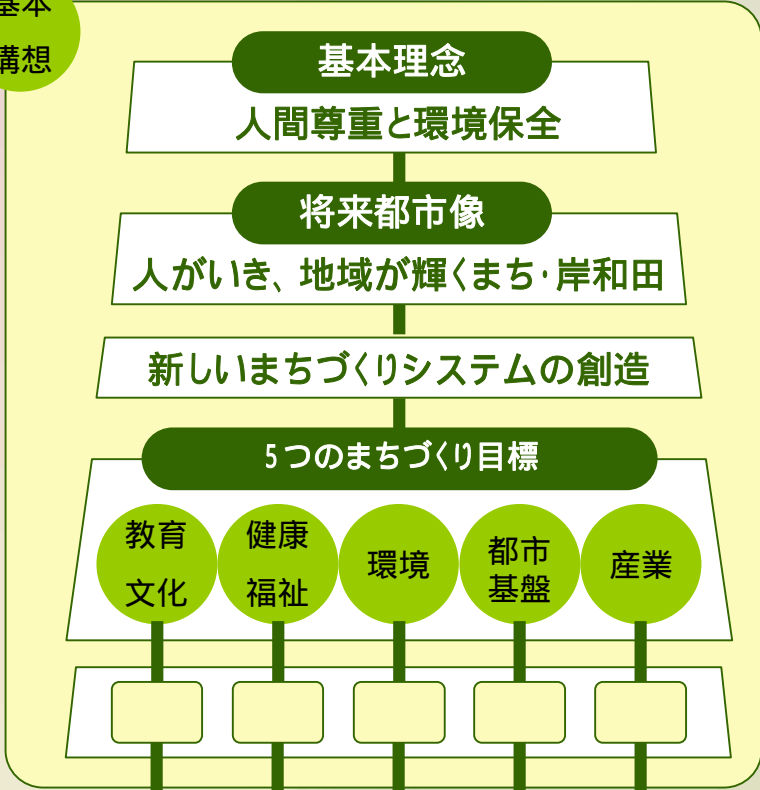 基本
構想
基本理念
人間尊重と環境保全
将来都市像
人がいき、地域が輝くまち・岸和田
新しいまちづくりシステムの創造
5つのまちづくり目標
教育
文化
健康
福祉
環境
都市
基盤
産業